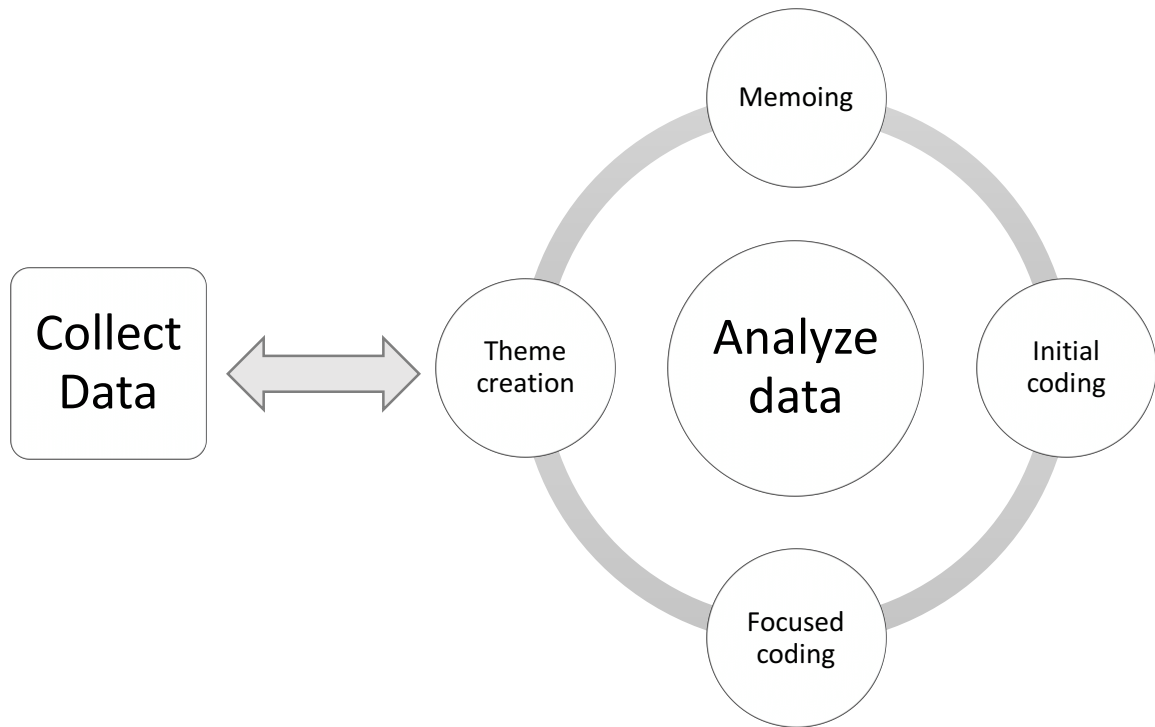 Memoing
Collect
Data
Theme
creation
Analyze
data
Initial
coding
Focused
coding